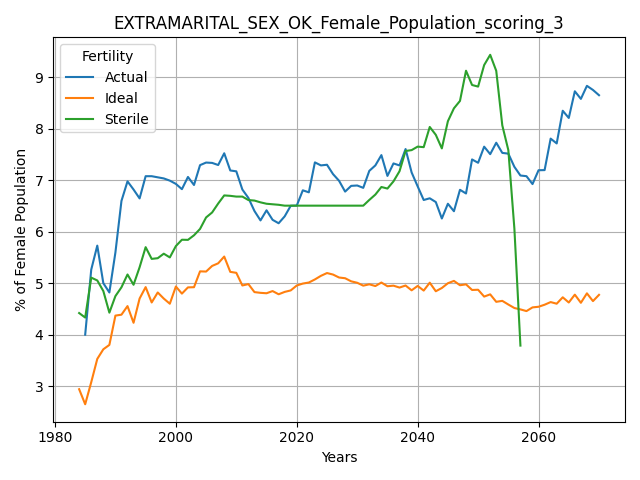 EXTRAMARITAL_SEX_OK_Female_Population_scoring_3
Fertility
Actual
Ideal
Sterile
% of Female Population
9
8
7
6
5
4
3
1980
2000
2020
2040
2060
Years